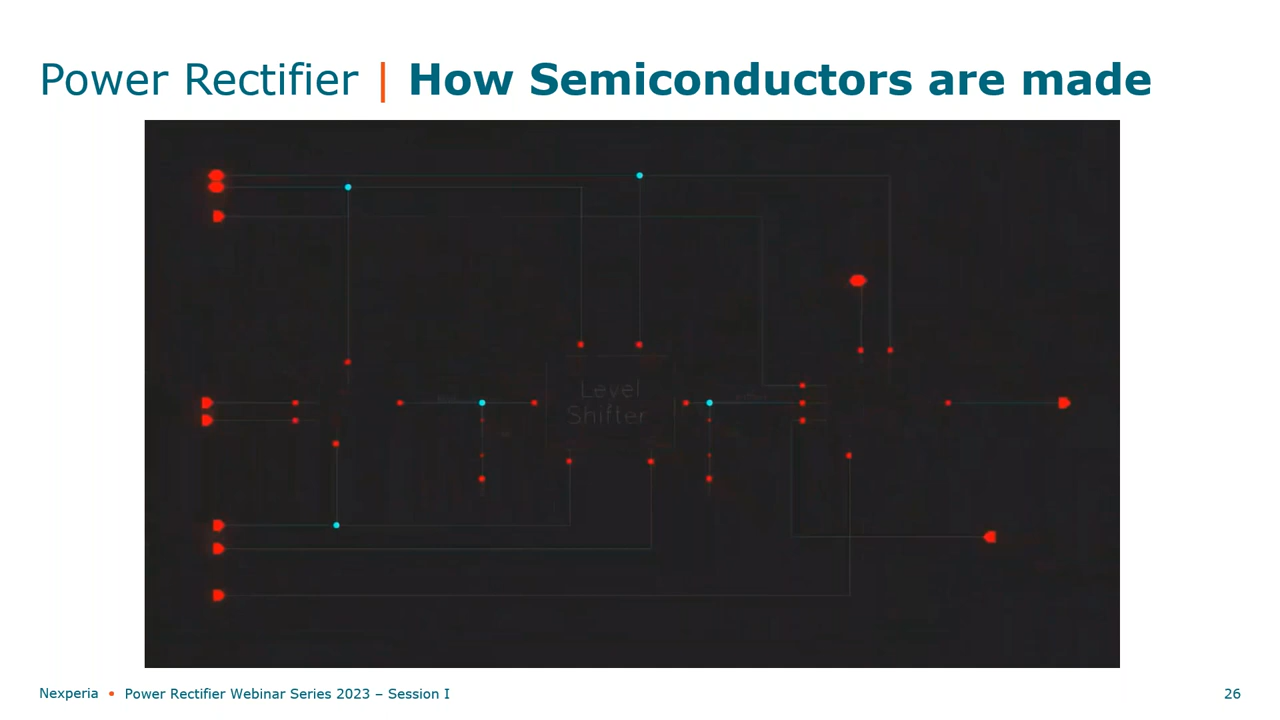 Power Rectifier | How Semiconductors are made
Level
Shifter
Nexperia • Power Rectifier Webinar Series 2023 – Session I
26